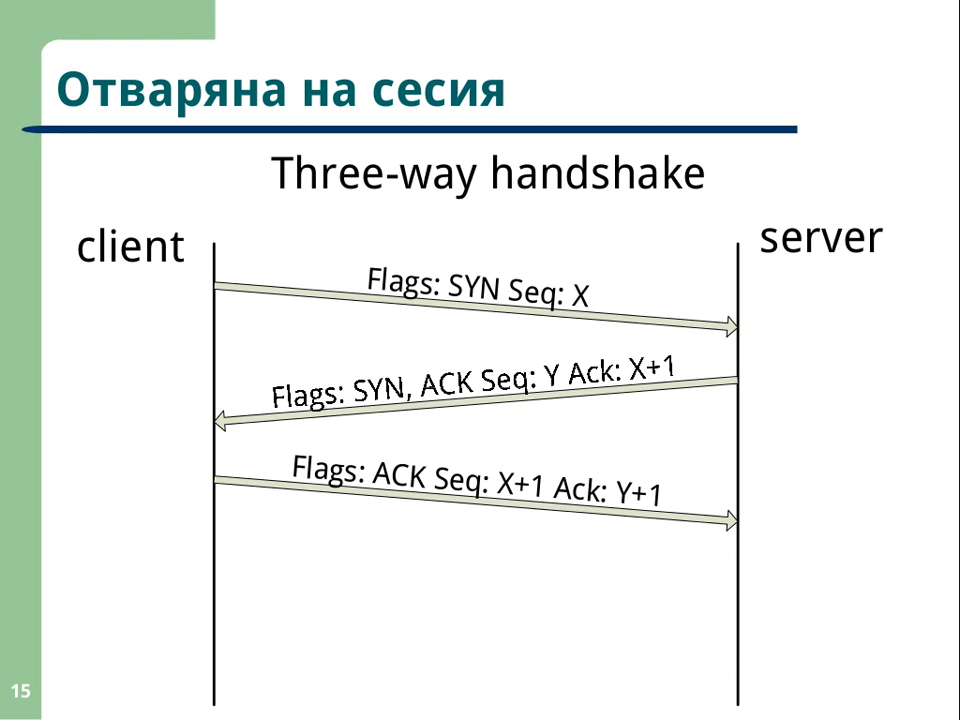 Отваряна на сесия
Three-way handshake
client
server
Flags: SYN Seq: X
Flags: SYN, ACK Seq: Y Ack: X+1
Flags: ACK Seq: X+1 Ack: Y+1
15